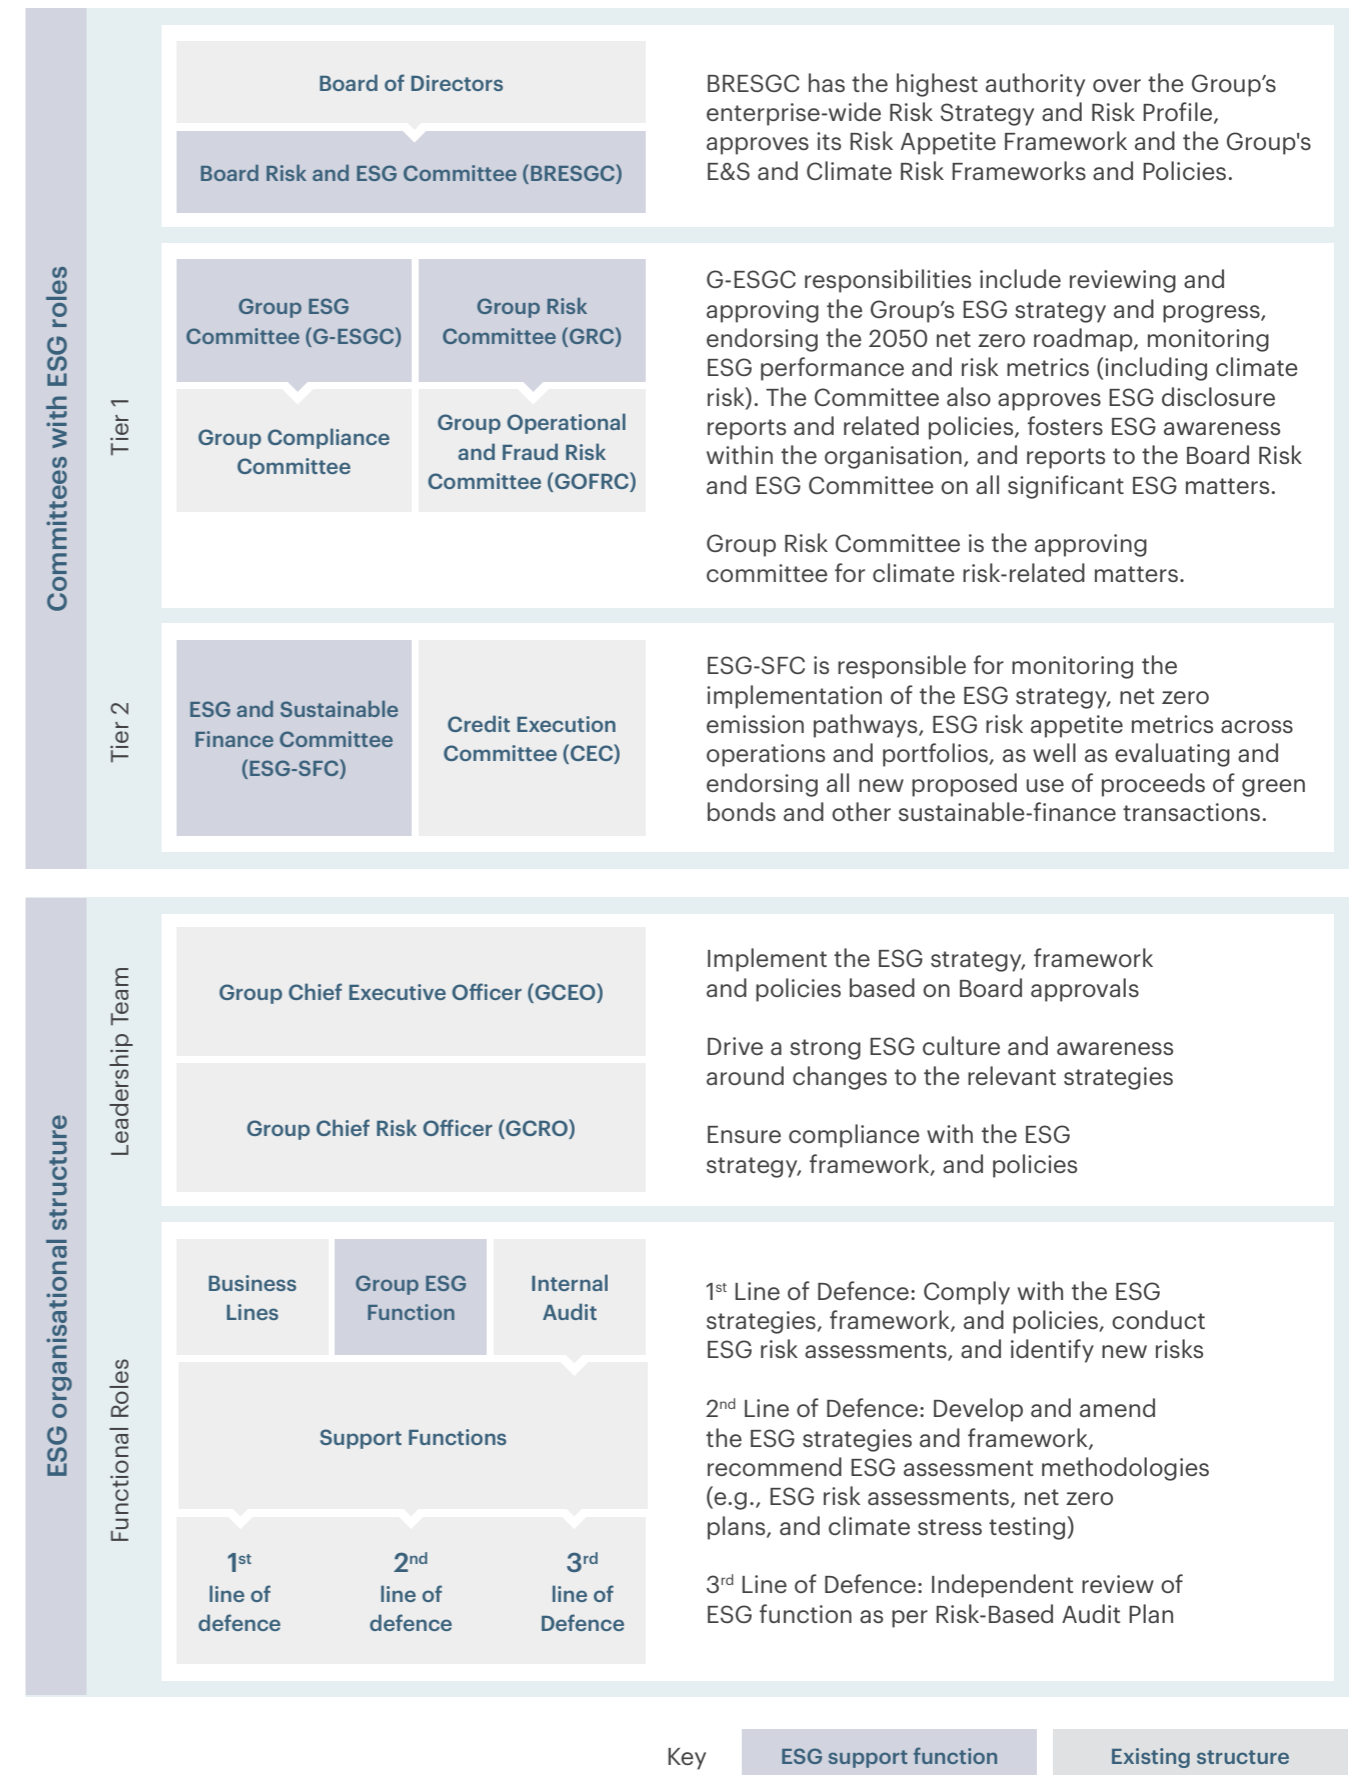 Committees with ESG roles
Board of Directors
Board Risk and ESG Committee (BRESGC)
BRESGC has the highest authority over the Group’s
enterprise-wide Risk Strategy and Risk Profile,
approves its Risk Appetite Framework and the Group's
E&S and Climate Risk Frameworks and Policies.
Tier 1
Group ESG
Committee (G-ESGC)
Group Risk
Committee (GRC)
Group Compliance
Committee
Group Operational
and Fraud Risk
Committee (GOFRC)
G-ESGC responsibilities include reviewing and
approving the Group’s ESG strategy and progress,
endorsing the 2050 net zero roadmap, monitoring
ESG performance and risk metrics (including climate
risk). The Committee also approves ESG disclosure
reports and related policies, fosters ESG awareness
within the organisation, and reports to the Board Risk
and ESG Committee on all significant ESG matters.
Group Risk Committee is the approving
committee for climate risk-related matters.
Tier 2
ESG and Sustainable
Finance Committee
(ESG-SFC)
Credit Execution
Committee (CEC)
ESG-SFC is responsible for monitoring the
implementation of the ESG strategy, net zero
emission pathways, ESG risk appetite metrics across
operations and portfolios, as well as evaluating and
endorsing all new proposed use of proceeds of green
bonds and other sustainable-finance transactions.
ESG organisational structure
Leadership Team
Group Chief Executive Officer (GCEO)
Group Chief Risk Officer (GCRO)
Implement the ESG strategy, framework
and policies based on Board approvals
Drive a strong ESG culture and awareness
around changes to the relevant strategies
Ensure compliance with the ESG
strategy, framework, and policies
Functional Roles
Business
Lines
Group ESG
Function
Internal
Audit
Support Functions
1st
line of
defence
2nd
line of
defence
3rd
line of
Defence
1st Line of Defence: Comply with the ESG
strategies, framework, and policies, conduct
ESG risk assessments, and identify new risks
2nd Line of Defence: Develop and amend
the ESG strategies and framework,
recommend ESG assessment methodologies
(e.g., ESG risk assessments, net zero
plans, and climate stress testing)
3rd Line of Defence: Independent review of
ESG function as per Risk-Based Audit Plan
Key
ESG support function
Existing structure